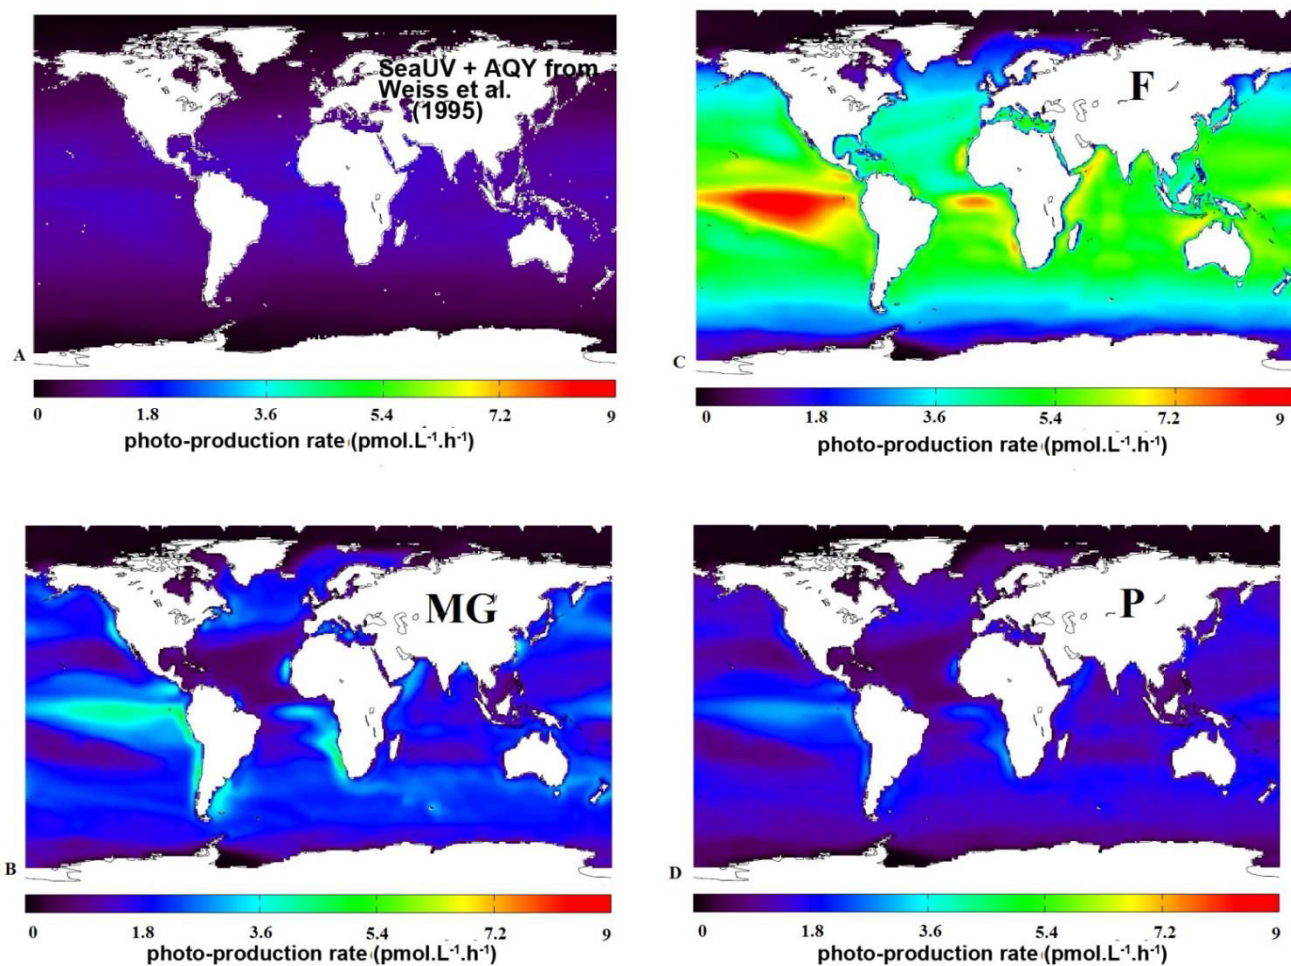 SeaUV + AQY from
Weiss et al.
(1995)
A
0 1.8 3.6 5.4 7.2 9
photo-production rate (pmol.L⁻¹.h⁻¹)
F
C
0 1.8 3.6 5.4 7.2 9
photo-production rate (pmol.L⁻¹.h⁻¹)
MG
B
0 1.8 3.6 5.4 7.2 9
photo-production rate (pmol.L⁻¹.h⁻¹)
P
D
0 1.8 3.6 5.4 7.2 9
photo-production rate (pmol.L⁻¹.h⁻¹)